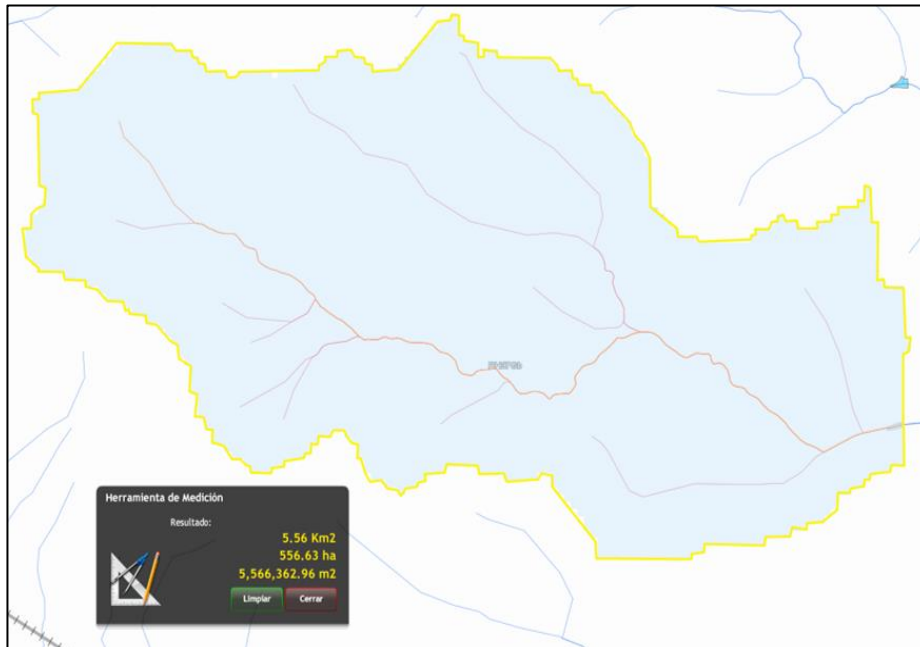 Herramienta de Medición
Resultado:
5.56 Km2
556.63 ha
5,566,362.96 m2
Limpiar
Cerrar